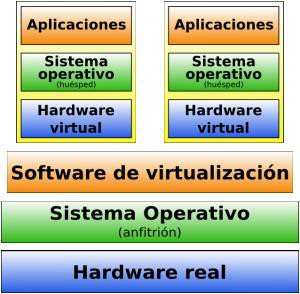 Aplicaciones
Sistema
operativo
(huésped)
Hardware
virtual
Aplicaciones
Sistema
operativo
(huésped)
Hardware
virtual
Software de virtualización
Sistema Operativo
(anfitrión)
Hardware real